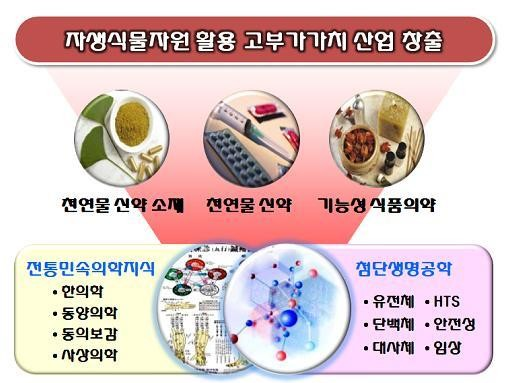 자생식물자원 활용 고부가가치 산업 창출
천연물 신약 소재
천연물 신약
기능성 식품의약
전통민속의학지식
• 한의학
• 동양의학
• 동의보감
• 사상의학
첨단생명공학
• 유전체 • HTS
• 단백체 • 안전성
• 대사체 • 임상